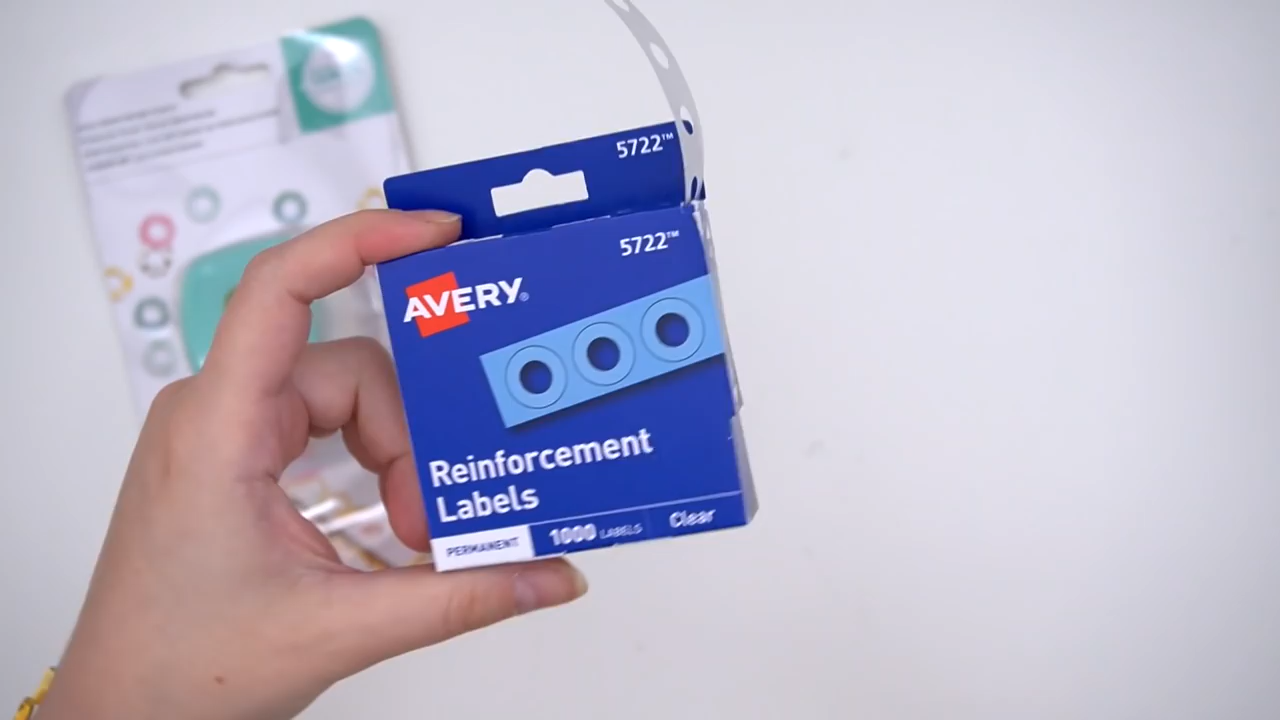 5722™
5722™
AVERY®
Reinforcement
Labels
PERMANENT
1000 LABELS
Clear